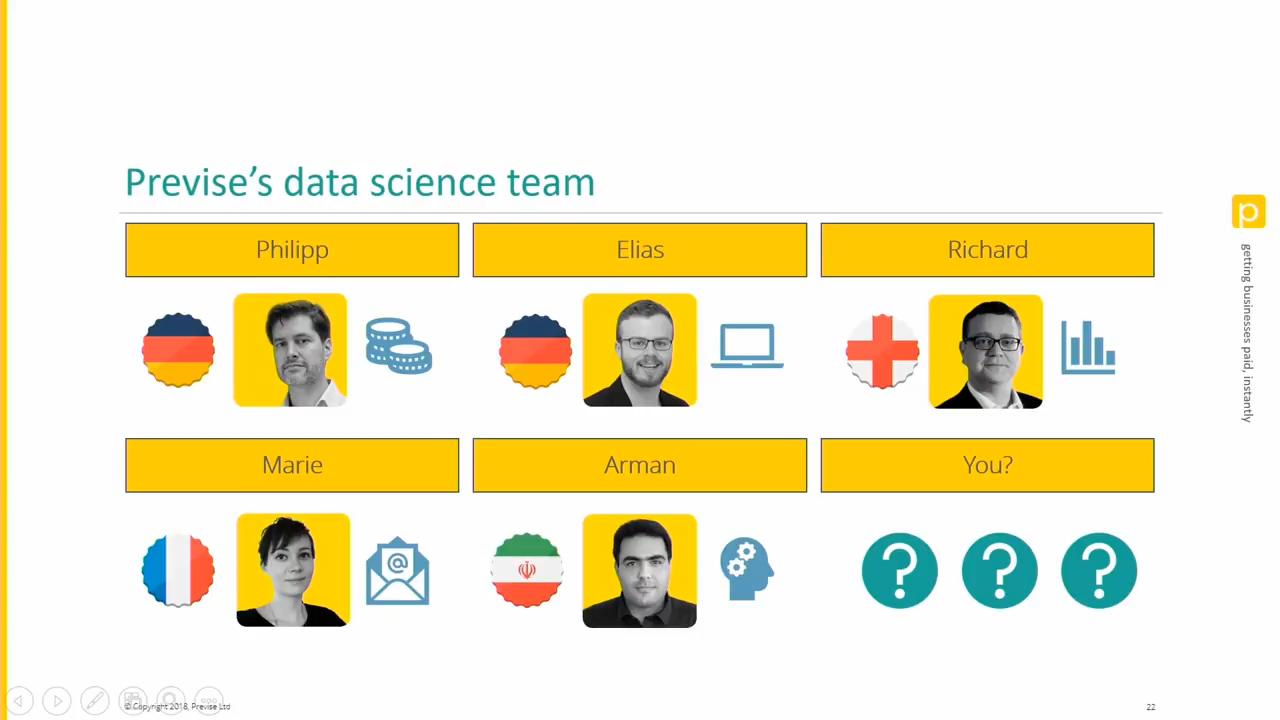 Previse's data science team
Philipp
Elias
Richard
Marie
@
Arman
You?
? ? ?
p
getting businesses paid, instantly
© Copyright 2018, Previse Ltd
22